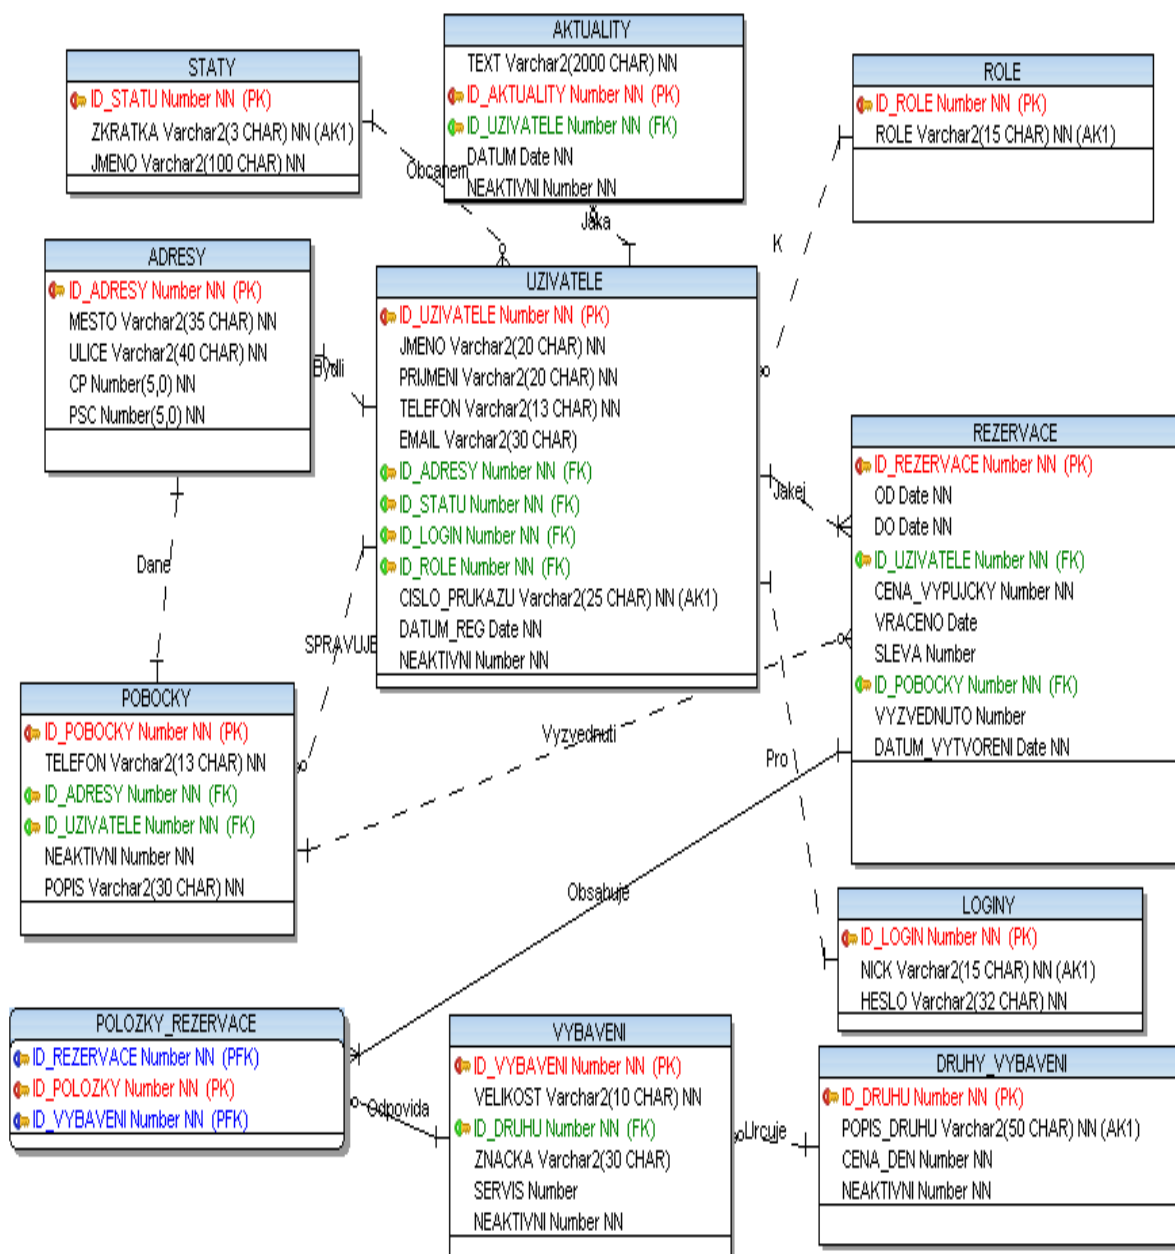 AKTUALITY
TEXT Varchar2(2000 CHAR) NN
ID_AKTUALITY Number NN (PK)
ID_UZIVATELE Number NN (FK)
DATUM Date NN
NEAKTIVNI Number NN
STATY
ID_STATU Number NN (PK)
ZKRATKA Varchar2(3 CHAR) NN (AK1)
JMENO Varchar2(100 CHAR) NN
ROLE
ID_ROLE Number NN (PK)
ROLE Varchar2(15 CHAR) NN (AK1)
Obcanem
Jaka
K
ADRESY
ID_ADRESY Number NN (PK)
MESTO Varchar2(35 CHAR) NN
ULICE Varchar2(40 CHAR) NN
CP Number(5,0) NN
PSC Number(5,0) NN
Bydli
UZIVATELE
ID_UZIVATELE Number NN (PK)
JMENO Varchar2(20 CHAR) NN
PRIJMENI Varchar2(20 CHAR) NN
TELEFON Varchar2(13 CHAR) NN
EMAIL Varchar2(30 CHAR)
ID_ADRESY Number NN (FK)
ID_STATU Number NN (FK)
ID_LOGIN Number NN (FK)
ID_ROLE Number NN (FK)
CISLO_PRUKAZU Varchar2(25 CHAR) NN (AK1)
DATUM_REG Date NN
NEAKTIVNI Number NN
Jakej
REZERVACE
ID_REZERVACE Number NN (PK)
OD Date NN
DO Date NN
ID_UZIVATELE Number NN (FK)
CENA_VYPUJCKY Number NN
VRACENO Date
SLEVA Number
ID_POBOCKY Number NN (FK)
VYZVEDNUTO Number
DATUM_VYTVORENI Date NN
Dane
SPRAVUJE
POBOCKY
ID_POBOCKY Number NN (PK)
TELEFON Varchar2(13 CHAR) NN
ID_ADRESY Number NN (FK)
ID_UZIVATELE Number NN (FK)
NEAKTIVNI Number NN
POPIS Varchar2(30 CHAR) NN
Vyzvednuti
Pro
Obsahuje
LOGINY
ID_LOGIN Number NN (PK)
NICK Varchar2(15 CHAR) NN (AK1)
HESLO Varchar2(32 CHAR) NN
POLOZKY_REZERVACE
ID_REZERVACE Number NN (PFK)
ID_POLOZKY Number NN (PK)
ID_VYBAVENI Number NN (PFK)
Odpovida
VYBAVENI
ID_VYBAVENI Number NN (PK)
VELIKOST Varchar2(10 CHAR) NN
ID_DRUHU Number NN (FK)
ZNACKA Varchar2(30 CHAR)
SERVIS Number
NEAKTIVNI Number NN
Urcuje
DRUHY_VYBAVENI
ID_DRUHU Number NN (PK)
POPIS_DRUHU Varchar2(50 CHAR) NN (AK1)
CENA_DEN Number NN
NEAKTIVNI Number NN